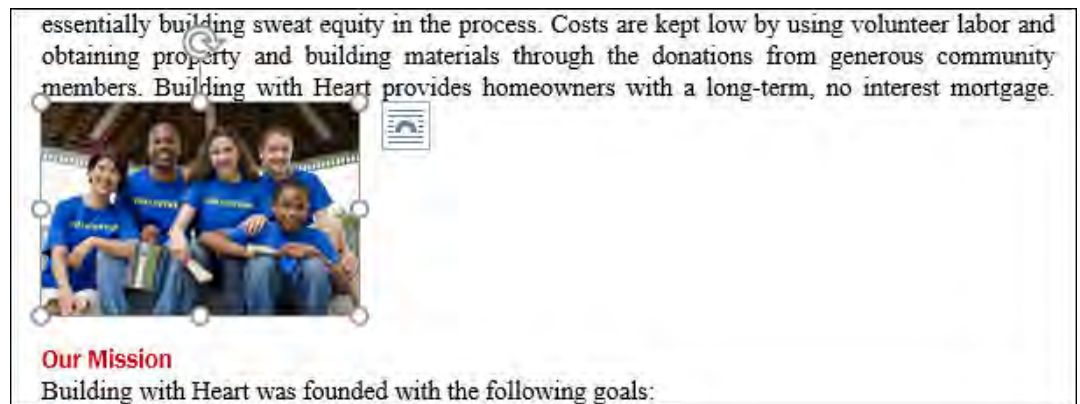 essentially building sweat equity in the process. Costs are kept low by using volunteer labor and
obtaining property and building materials through the donations from generous community
members. Building with Heart provides homeowners with a long-term, no interest mortgage.
Our Mission
Building with Heart was founded with the following goals: